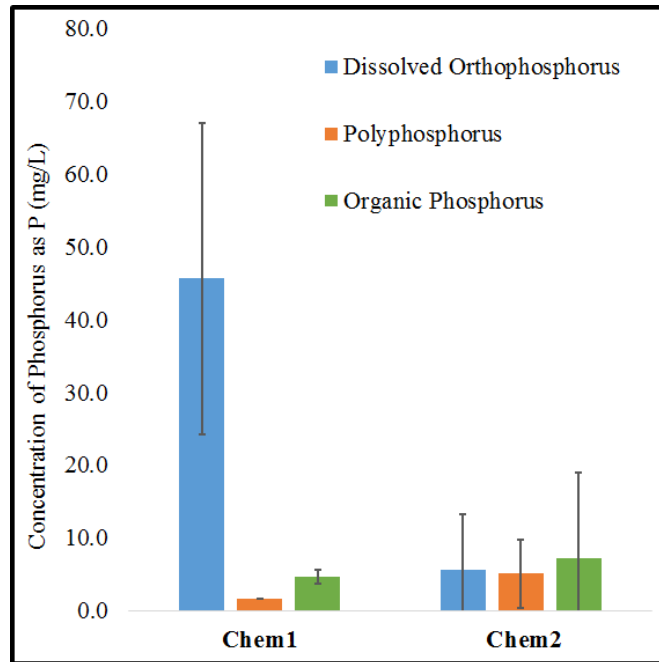 80.0
70.0
60.0
50.0
40.0
30.0
20.0
10.0
0.0
Concentration of Phosphorus as P (mg/L)
Dissolved Orthophosphorus
Polyphosphorus
Organic Phosphorus
Chem1
Chem2